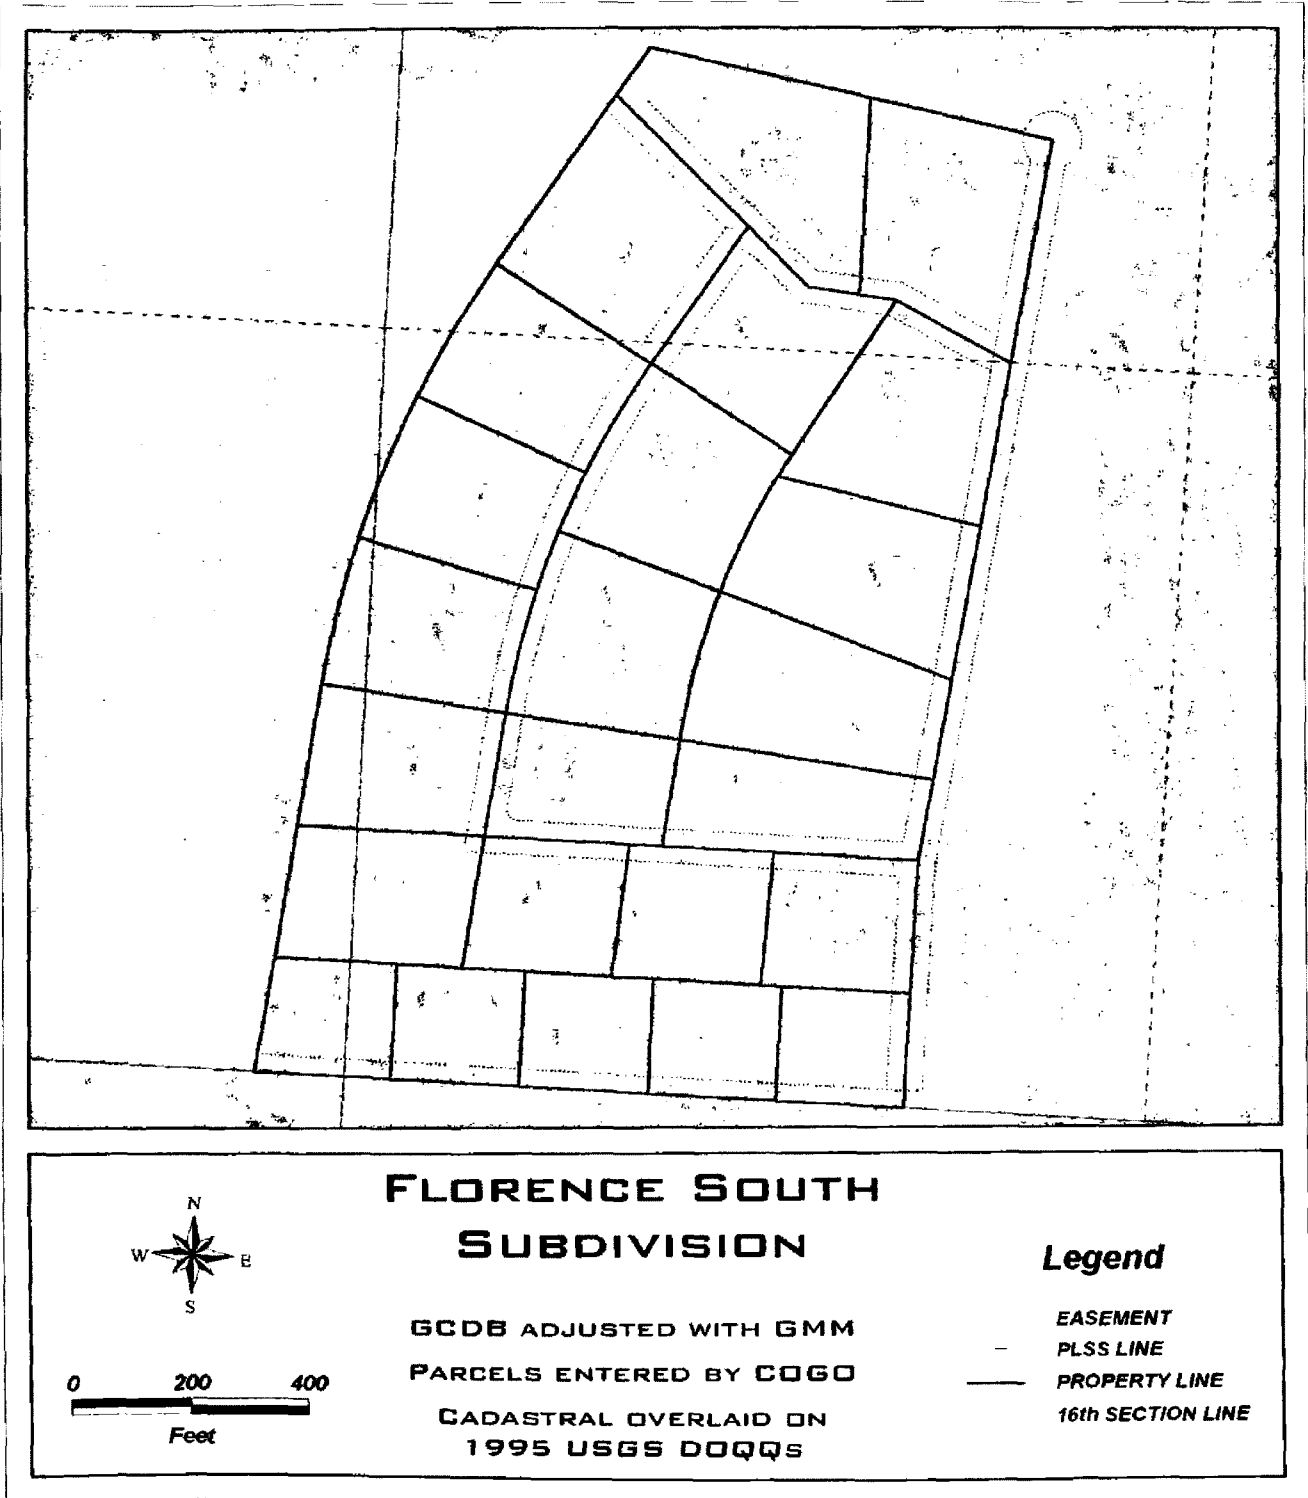 FLORENCE SOUTH
SUBDIVISION
N
W E
S
GCDB ADJUSTED WITH GMM
PARCELS ENTERED BY COGO
CADASTRAL OVERLAID ON
1995 USGS DOQQs
0 200 400
Feet
Legend
EASEMENT
PLSS LINE
PROPERTY LINE
16th SECTION LINE